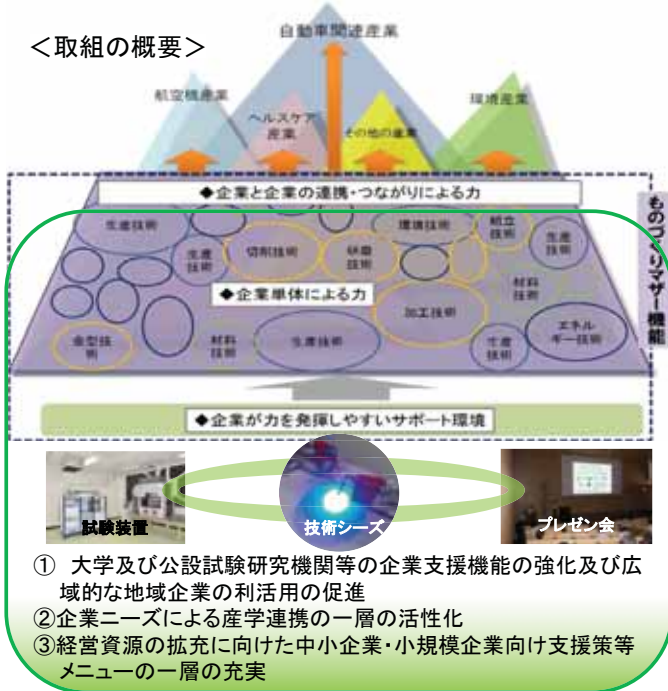 ＜取組の概要＞
自動車関連産業
航空機産業
ヘルスケア
産業
その他の産業
環境産業
◆企業と企業の連携・つながりによる力
ものづくりマザー機能
生産技術
環境技術
組立
技術
生産
技術
生産
技術
切削技術
研磨
技術
材料
技術
◆企業単体による力
加工技術
金型技
術
材料
技術
生産技術
生産
技術
エネル
ギー技術
◆企業が力を発揮しやすいサポート環境
試験装置
技術シーズ
プレゼン会
① 大学及び公設試験研究機関等の企業支援機能の強化及び広
域的な地域企業の利活用の促進
②企業ニーズによる産学連携の一層の活性化
③経営資源の拡充に向けた中小企業・小規模企業向け支援策等
メニューの一層の充実